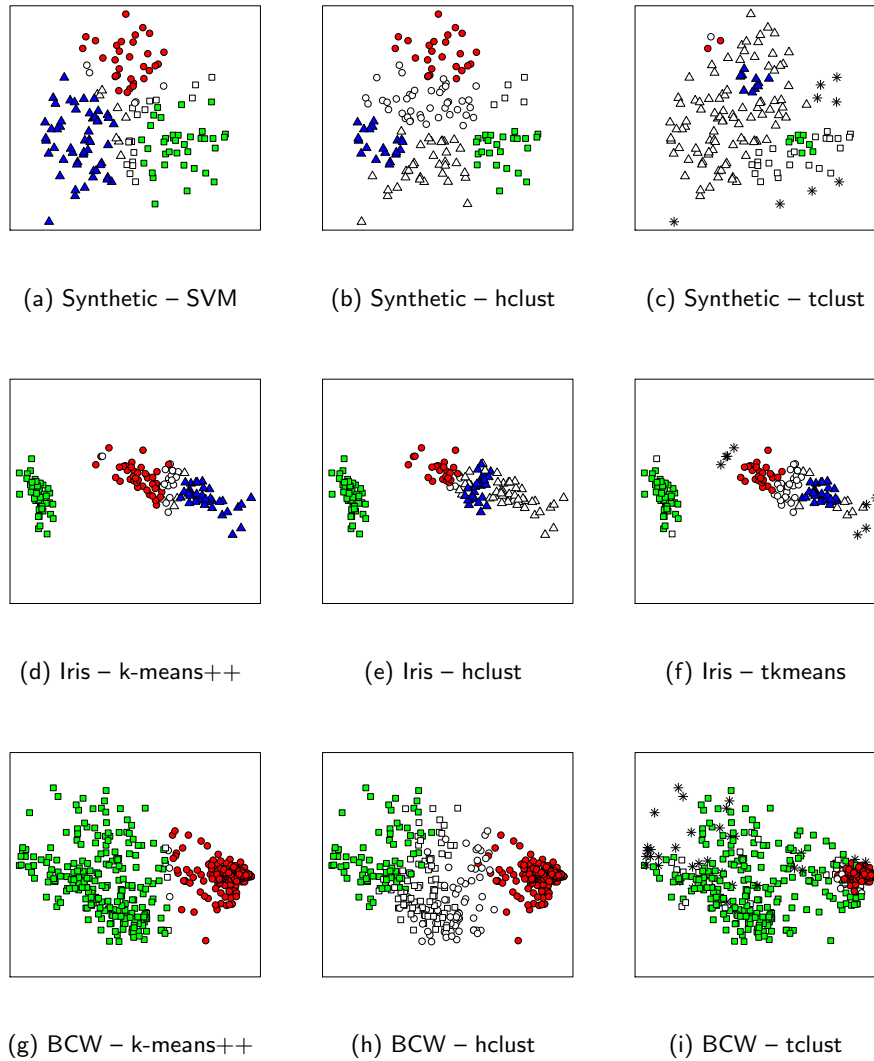 (a) Synthetic – SVM
(b) Synthetic – hclust
(c) Synthetic – tclust
(d) Iris – k-means++
(e) Iris – hclust
(f) Iris – tkmeans
(g) BCW – k-means++
(h) BCW – hclust
(i) BCW – tclust